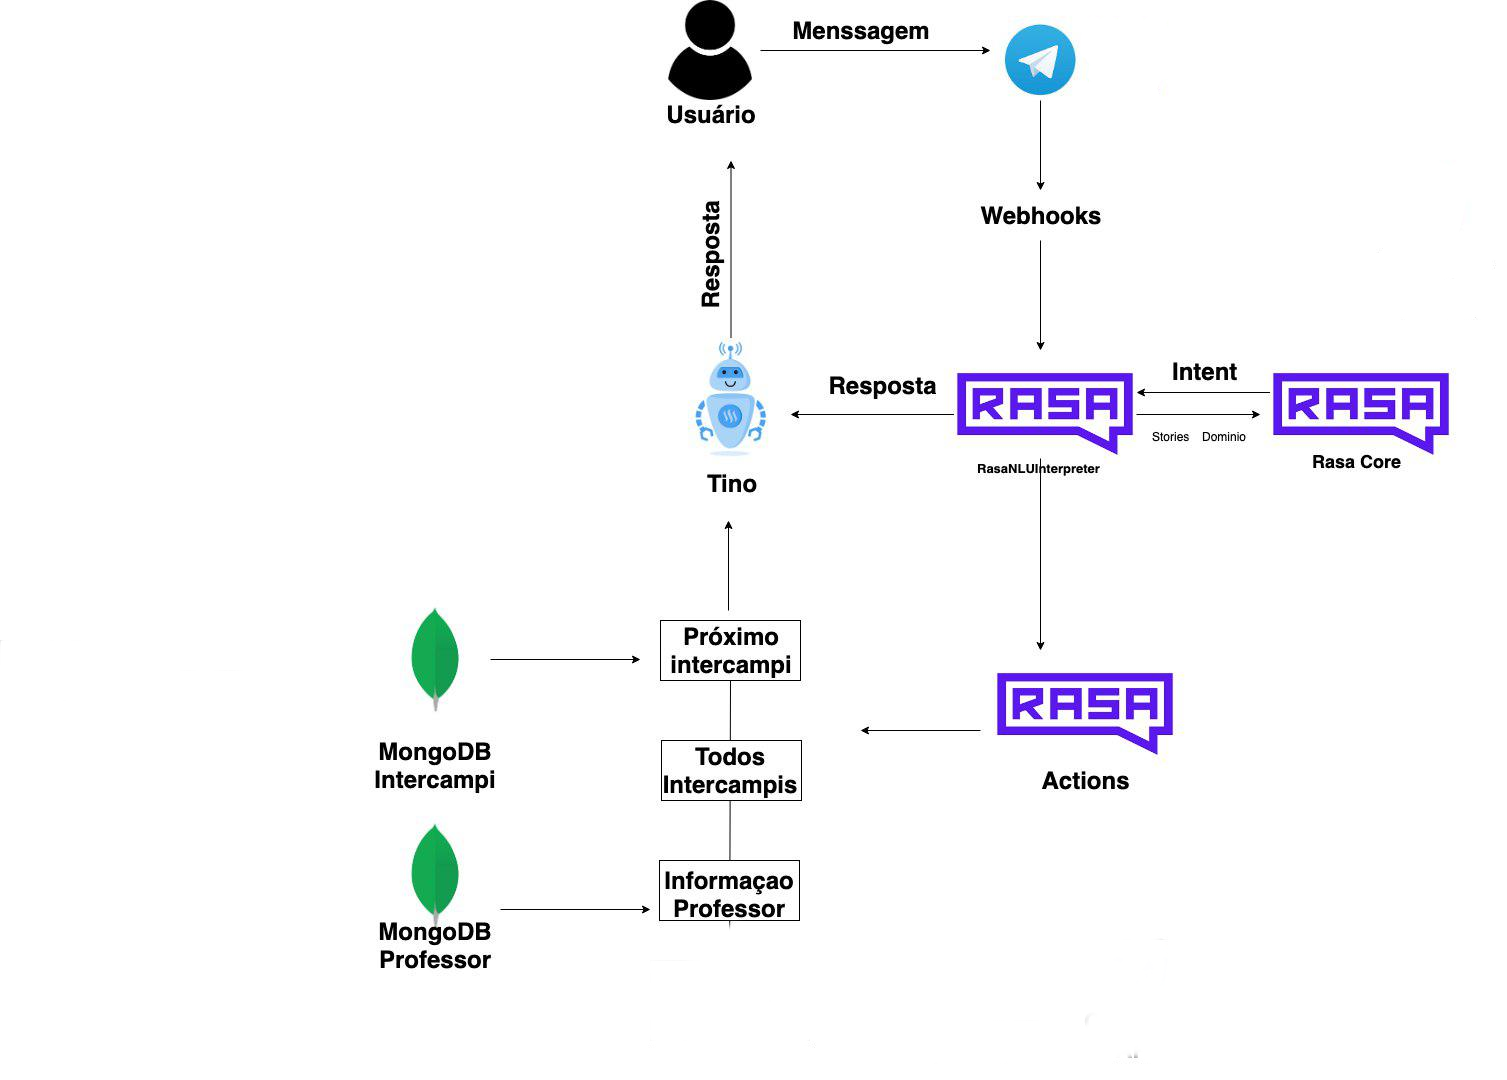 Menssagem
Usuário
Webhooks
Resposta
Resposta
Intent
RASA
RASA
Stories Dominio
RasaNLUInterpreter
Rasa Core
Tino
Próximo
intercampi
RASA
MongoDB
Intercampi
Todos
Intercampis
Actions
Informaçao
Professor
MongoDB
Professor